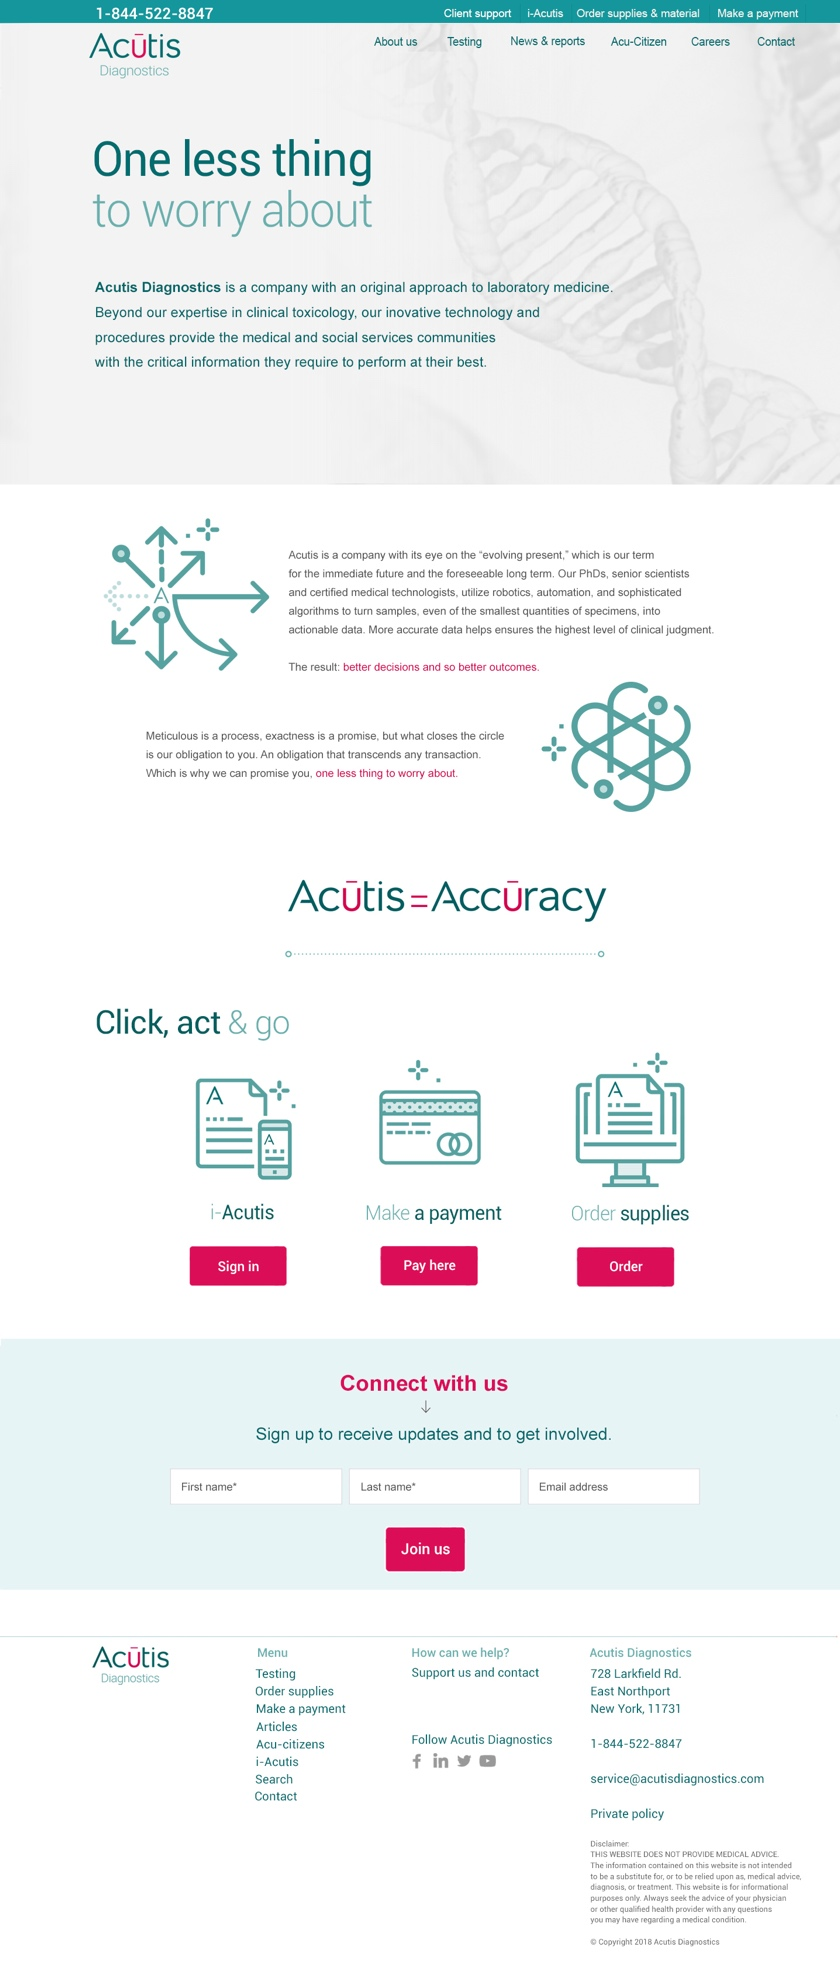 1-844-522-8847
Client support i-Acutis Order supplies & material Make a payment
Acūtis
Diagnostics
About us Testing News & reports Acu-Citizen Careers Contact
One less thing
to worry about
Acutis Diagnostics is a company with an original approach to laboratory medicine.
Beyond our expertise in clinical toxicology, our inovative technology and
procedures provide the medical and social services communities
with the critical information they require to perform at their best.
A
Acutis is a company with its eye on the “evolving present,” which is our term
for the immediate future and the foreseeable long term. Our PhDs, senior scientists
and certified medical technologists, utilize robotics, automation, and sophisticated
algorithms to turn samples, even of the smallest quantities of specimens, into
actionable data. More accurate data helps ensures the highest level of clinical judgment.
The result: better decisions and so better outcomes.
Meticulous is a process, exactness is a promise, but what closes the circle
is our obligation to you. An obligation that transcends any transaction.
Which is why we can promise you, one less thing to worry about.
Acūtis=Accūracy
Click, act & go
A
A
A
i-Acutis
Make a payment
Order supplies
Sign in
Pay here
Order
Connect with us
Sign up to receive updates and to get involved.
First name*
Last name*
Email address
Join us
Acūtis
Diagnostics
Menu
Testing
Order supplies
Make a payment
Articles
Acu-citizens
i-Acutis
Search
Contact
How can we help?
Support us and contact
Follow Acutis Diagnostics
Acutis Diagnostics
728 Larkfield Rd.
East Northport
New York, 11731
1-844-522-8847
service@acutisdiagnostics.com
Private policy
Disclaimer:
THIS WEBSITE DOES NOT PROVIDE MEDICAL ADVICE.
The information contained on this website is not intended
to be a substitute for, or to be relied upon as, medical advice,
diagnosis, or treatment. This website is for informational
purposes only. Always seek the advice of your physician
or other qualified health provider with any questions
you may have regarding a medical condition.
© Copyright 2018 Acutis Diagnostics